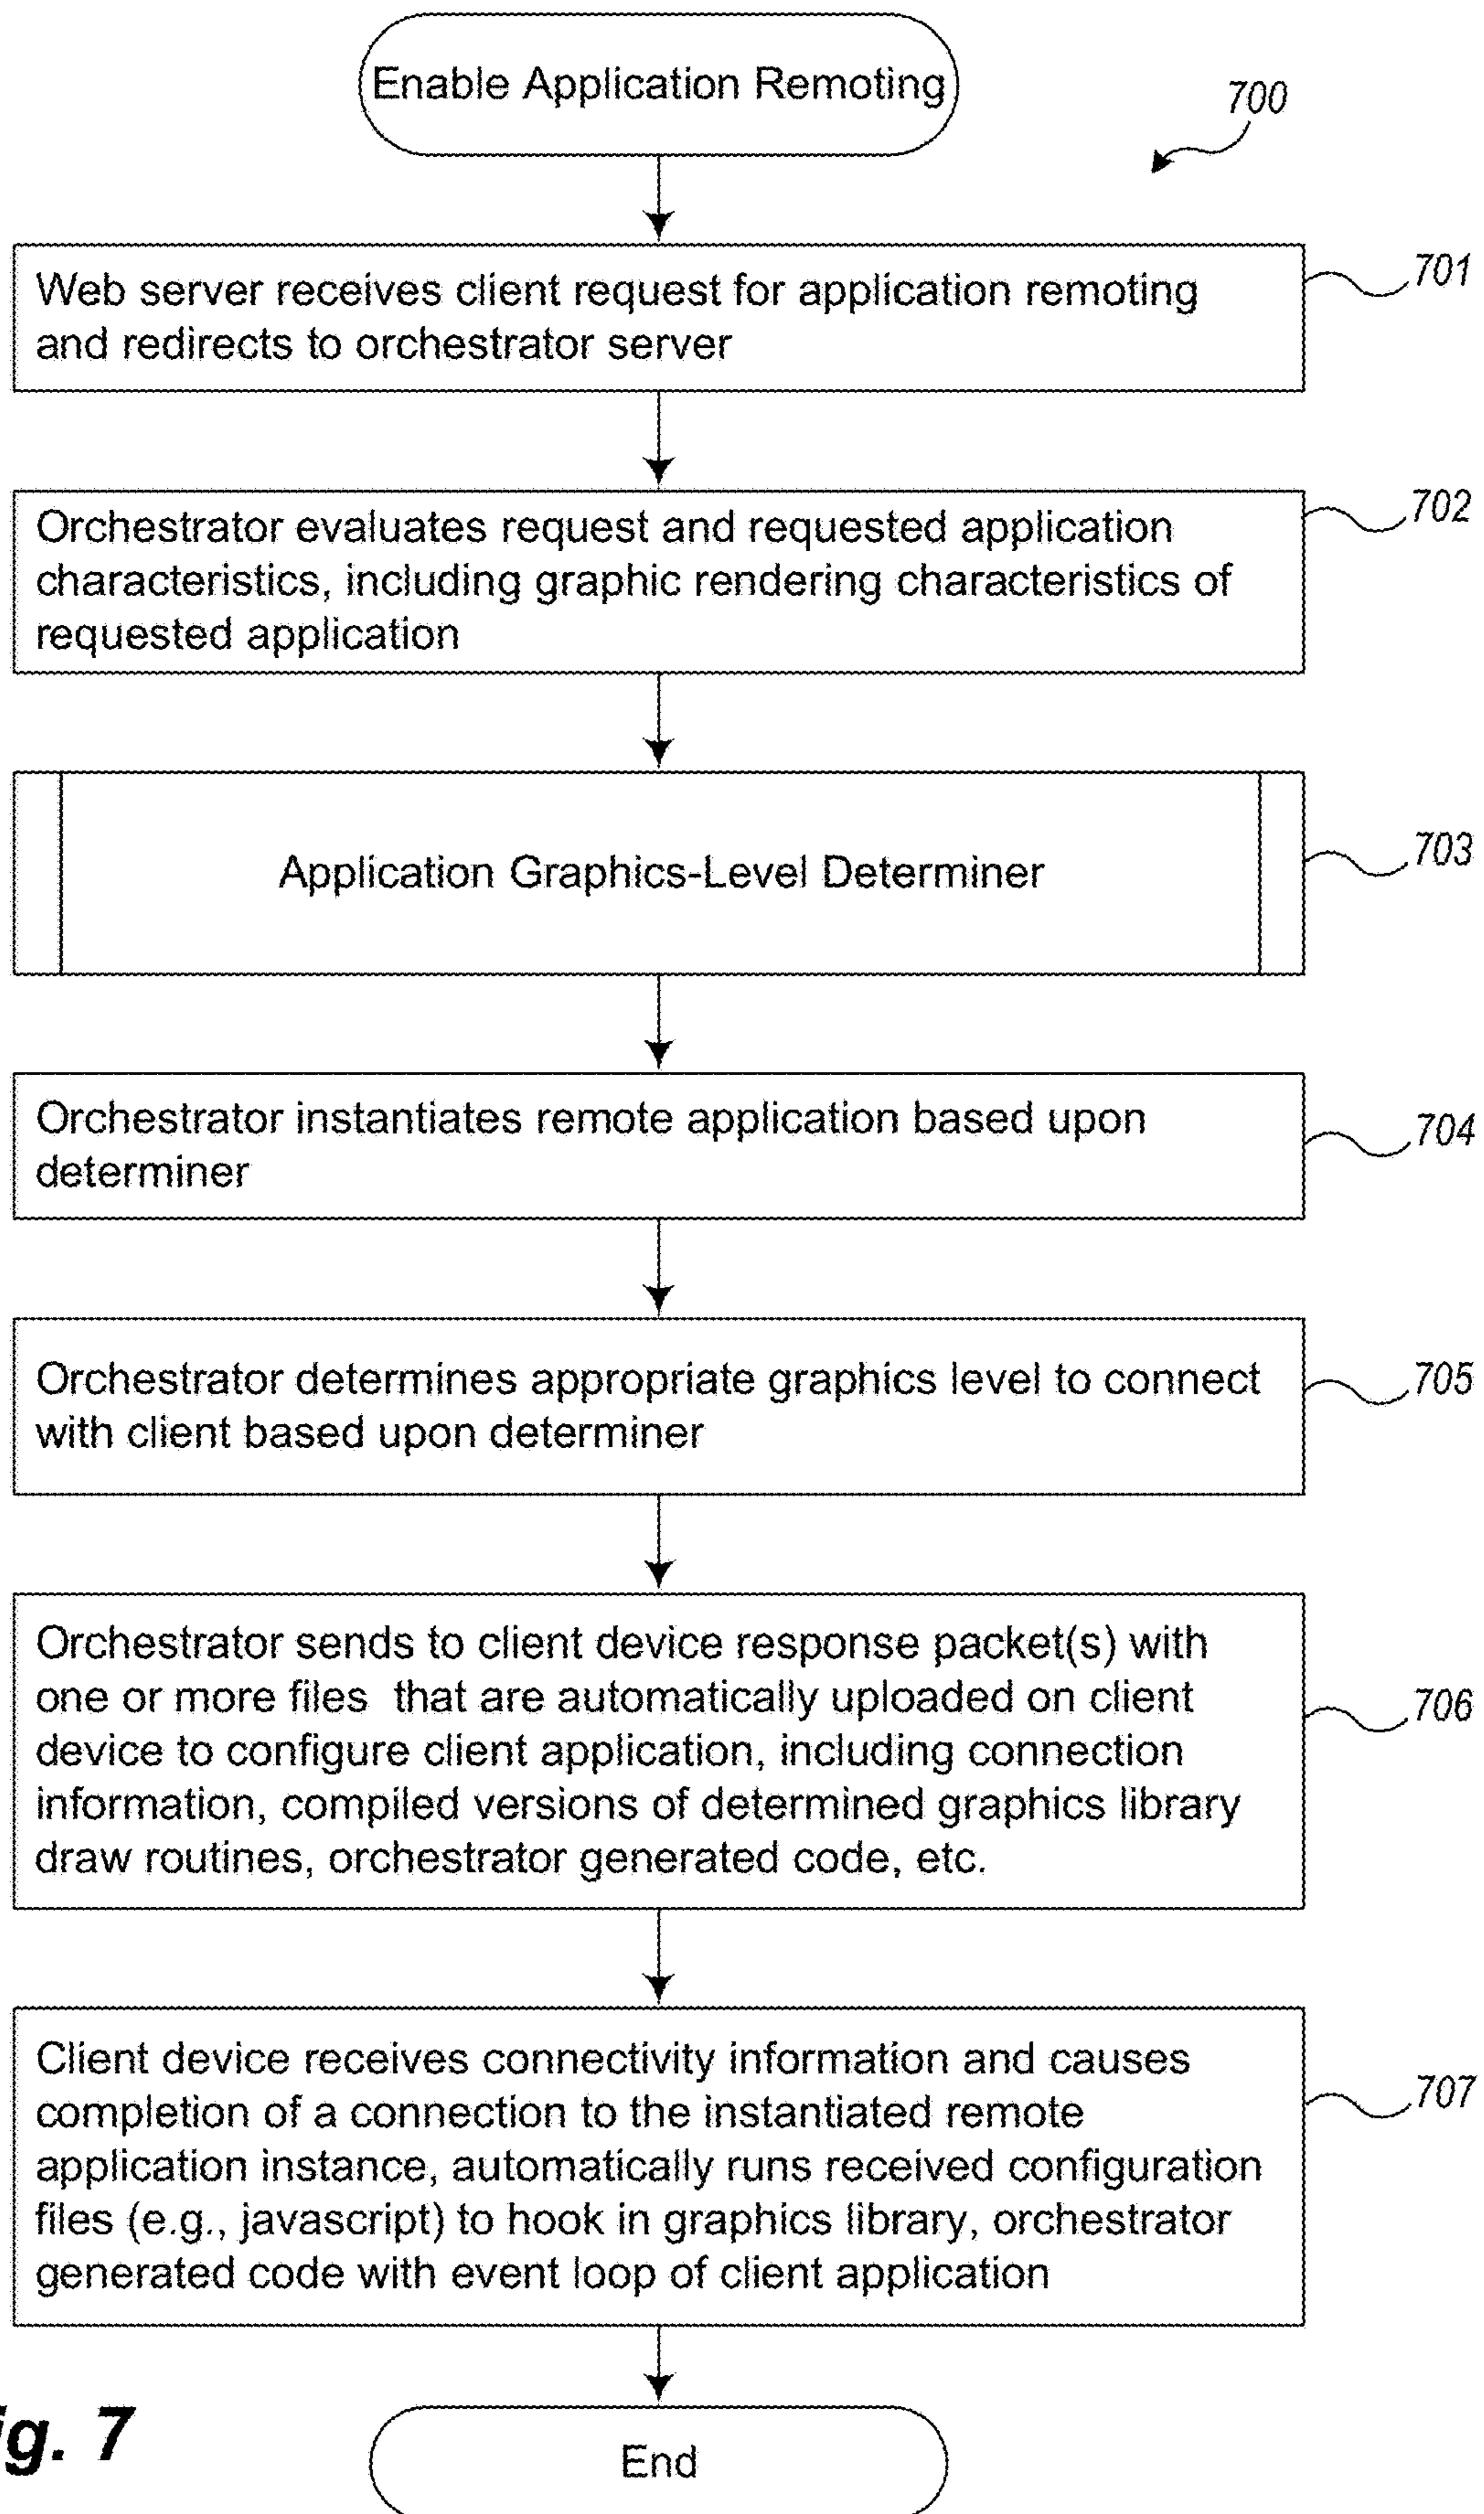 Enable Application Remoting
700
Web server receives client request for application remoting
and redirects to orchestrator server
701
Orchestrator evaluates request and requested application
characteristics, including graphic rendering characteristics of
requested application
702
Application Graphics-Level Determiner
703
Orchestrator instantiates remote application based upon
determiner
704
Orchestrator determines appropriate graphics level to connect
with client based upon determiner
705
Orchestrator sends to client device response packet(s) with
one or more files that are automatically uploaded on client
device to configure client application, including connection
information, compiled versions of determined graphics library
draw routines, orchestrator generated code, etc.
706
Client device receives connectivity information and causes
completion of a connection to the instantiated remote
application instance, automatically runs received configuration
files (e.g., javascript) to hook in graphics library, orchestrator
generated code with event loop of client application
707
ig. 7
End